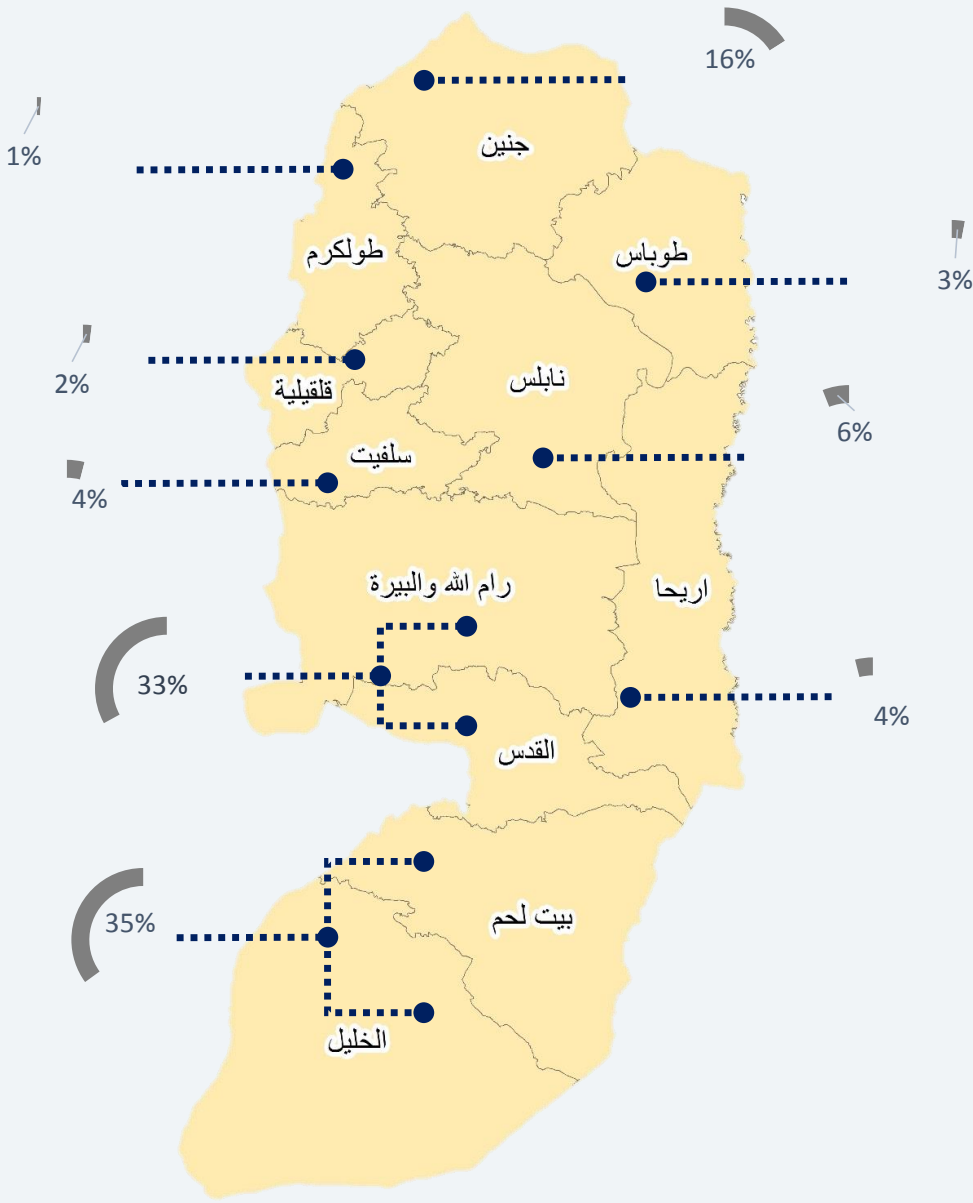 16%
جنين
1%
طولكرم
طوباس
3%
2%
قلقيلية
نابلس
6%
سلفيت
4%
رام الله والبيرة
اريحا
33%
4%
القدس
35%
بيت لحم
الخليل